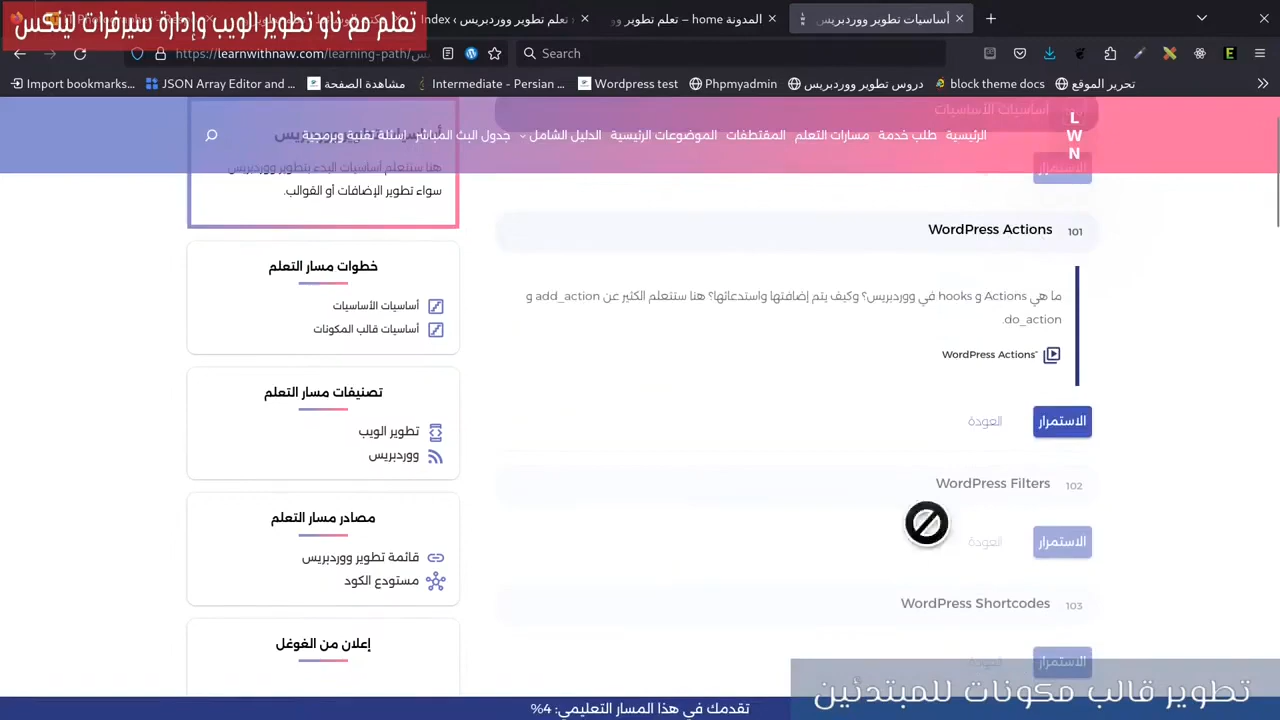 تعلم مع ناو تطوير الويب وإدارة سيرفرات لينكس
Index
المدونة home – تعلم تطوير وو
أساسيات تطوير ووردبريس
https://learnwithnaw.com/learning-path/
Search
Import bookmarks...
JSON Array Editor and ...
مشاهدة الصفحة
Intermediate - Persian ...
Wordpress test
Phpmyadmin
دروس تطوير ووردبريس
block theme docs
تحرير الموقع
L
W
N
الرئيسية
طلب خدمة
مسارات التعلم
المقتطفات
الموضوعات الرئيسية
الدليل الشامل
جدول البث المباشر
اسئلة تقنية وبرمجية
أساسيات الأساسيات
الاستمرار
هنا ستتعلم أساسيات البدء بتطوير ووردبريس
سواء تطوير الإضافات أو القوالب.
101 WordPress Actions
ما هي Actions و hooks في ووردبريس؟ وكيف يتم إضافتها واستدعائها؟ هنا ستتعلم الكثير عن add_action و
do_action.
WordPress Actions"
الاستمرار
العودة
102 WordPress Filters
الاستمرار
العودة
103 WordPress Shortcodes
الاستمرار
خطوات مسار التعلم
أساسيات الأساسيات
أساسيات قالب المكونات
تصنيفات مسار التعلم
تطوير الويب
ووردبريس
مصادر مسار التعلم
قائمة تطوير ووردبريس
مستودع الكود
إعلان من الغوغل
تطوير قالب مكونات للمبتدئين
تقدمك في هذا المسار التعليمي: 4%